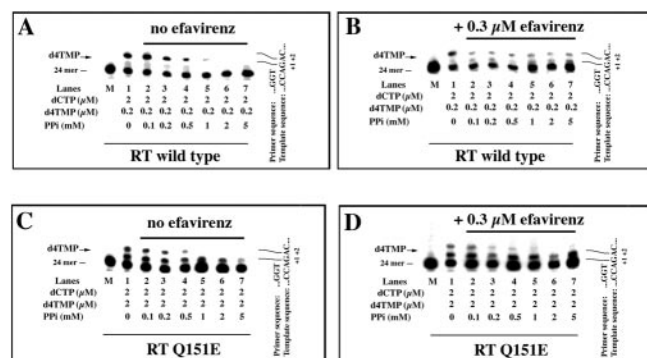 A
no efavirenz
d4TMP
24 mer
Lanes M 1 2 3 4 5 6 7
dCTP (µM) 2 2 2 2 2 2 2
d4TMP (µM) 0.2 0.2 0.2 0.2 0.2 0.2 0.2
PPi (mM) 0 0.1 0.2 0.5 1 2 5
Primer sequence: ...GGT
Template sequence: ...CCAGAC...
+1 +2
RT wild type
B
+ 0.3 µM efavirenz
d4TMP
24 mer
Lanes M 1 2 3 4 5 6 7
dCTP (µM) 2 2 2 2 2 2 2
d4TMP (µM) 0.2 0.2 0.2 0.2 0.2 0.2 0.2
PPi (mM) 0 0.1 0.2 0.5 1 2 5
Primer sequence: ...GGT
Template sequence: ...CCAGAC...
+1 +2
RT wild type
C
no efavirenz
d4TMP
24 mer
Lanes M 1 2 3 4 5 6 7
dCTP (µM) 2 2 2 2 2 2 2
d4TMP (µM) 2 2 2 2 2 2 2
PPi (mM) 0 0.1 0.2 0.5 1 2 5
Primer sequence: ...GGT
Template sequence: ...CCAGAC...
+1 +2
RT Q151E
D
+ 0.3 µM efavirenz
d4TMP
24 mer
Lanes M 1 2 3 4 5 6 7
dCTP (µM) 2 2 2 2 2 2 2
d4TMP (µM) 2 2 2 2 2 2 2
PPi (mM) 0 0.1 0.2 0.5 1 2 5
Primer sequence: ...GGT
Template sequence: ...CCAGAC...
+1 +2
RT Q151E